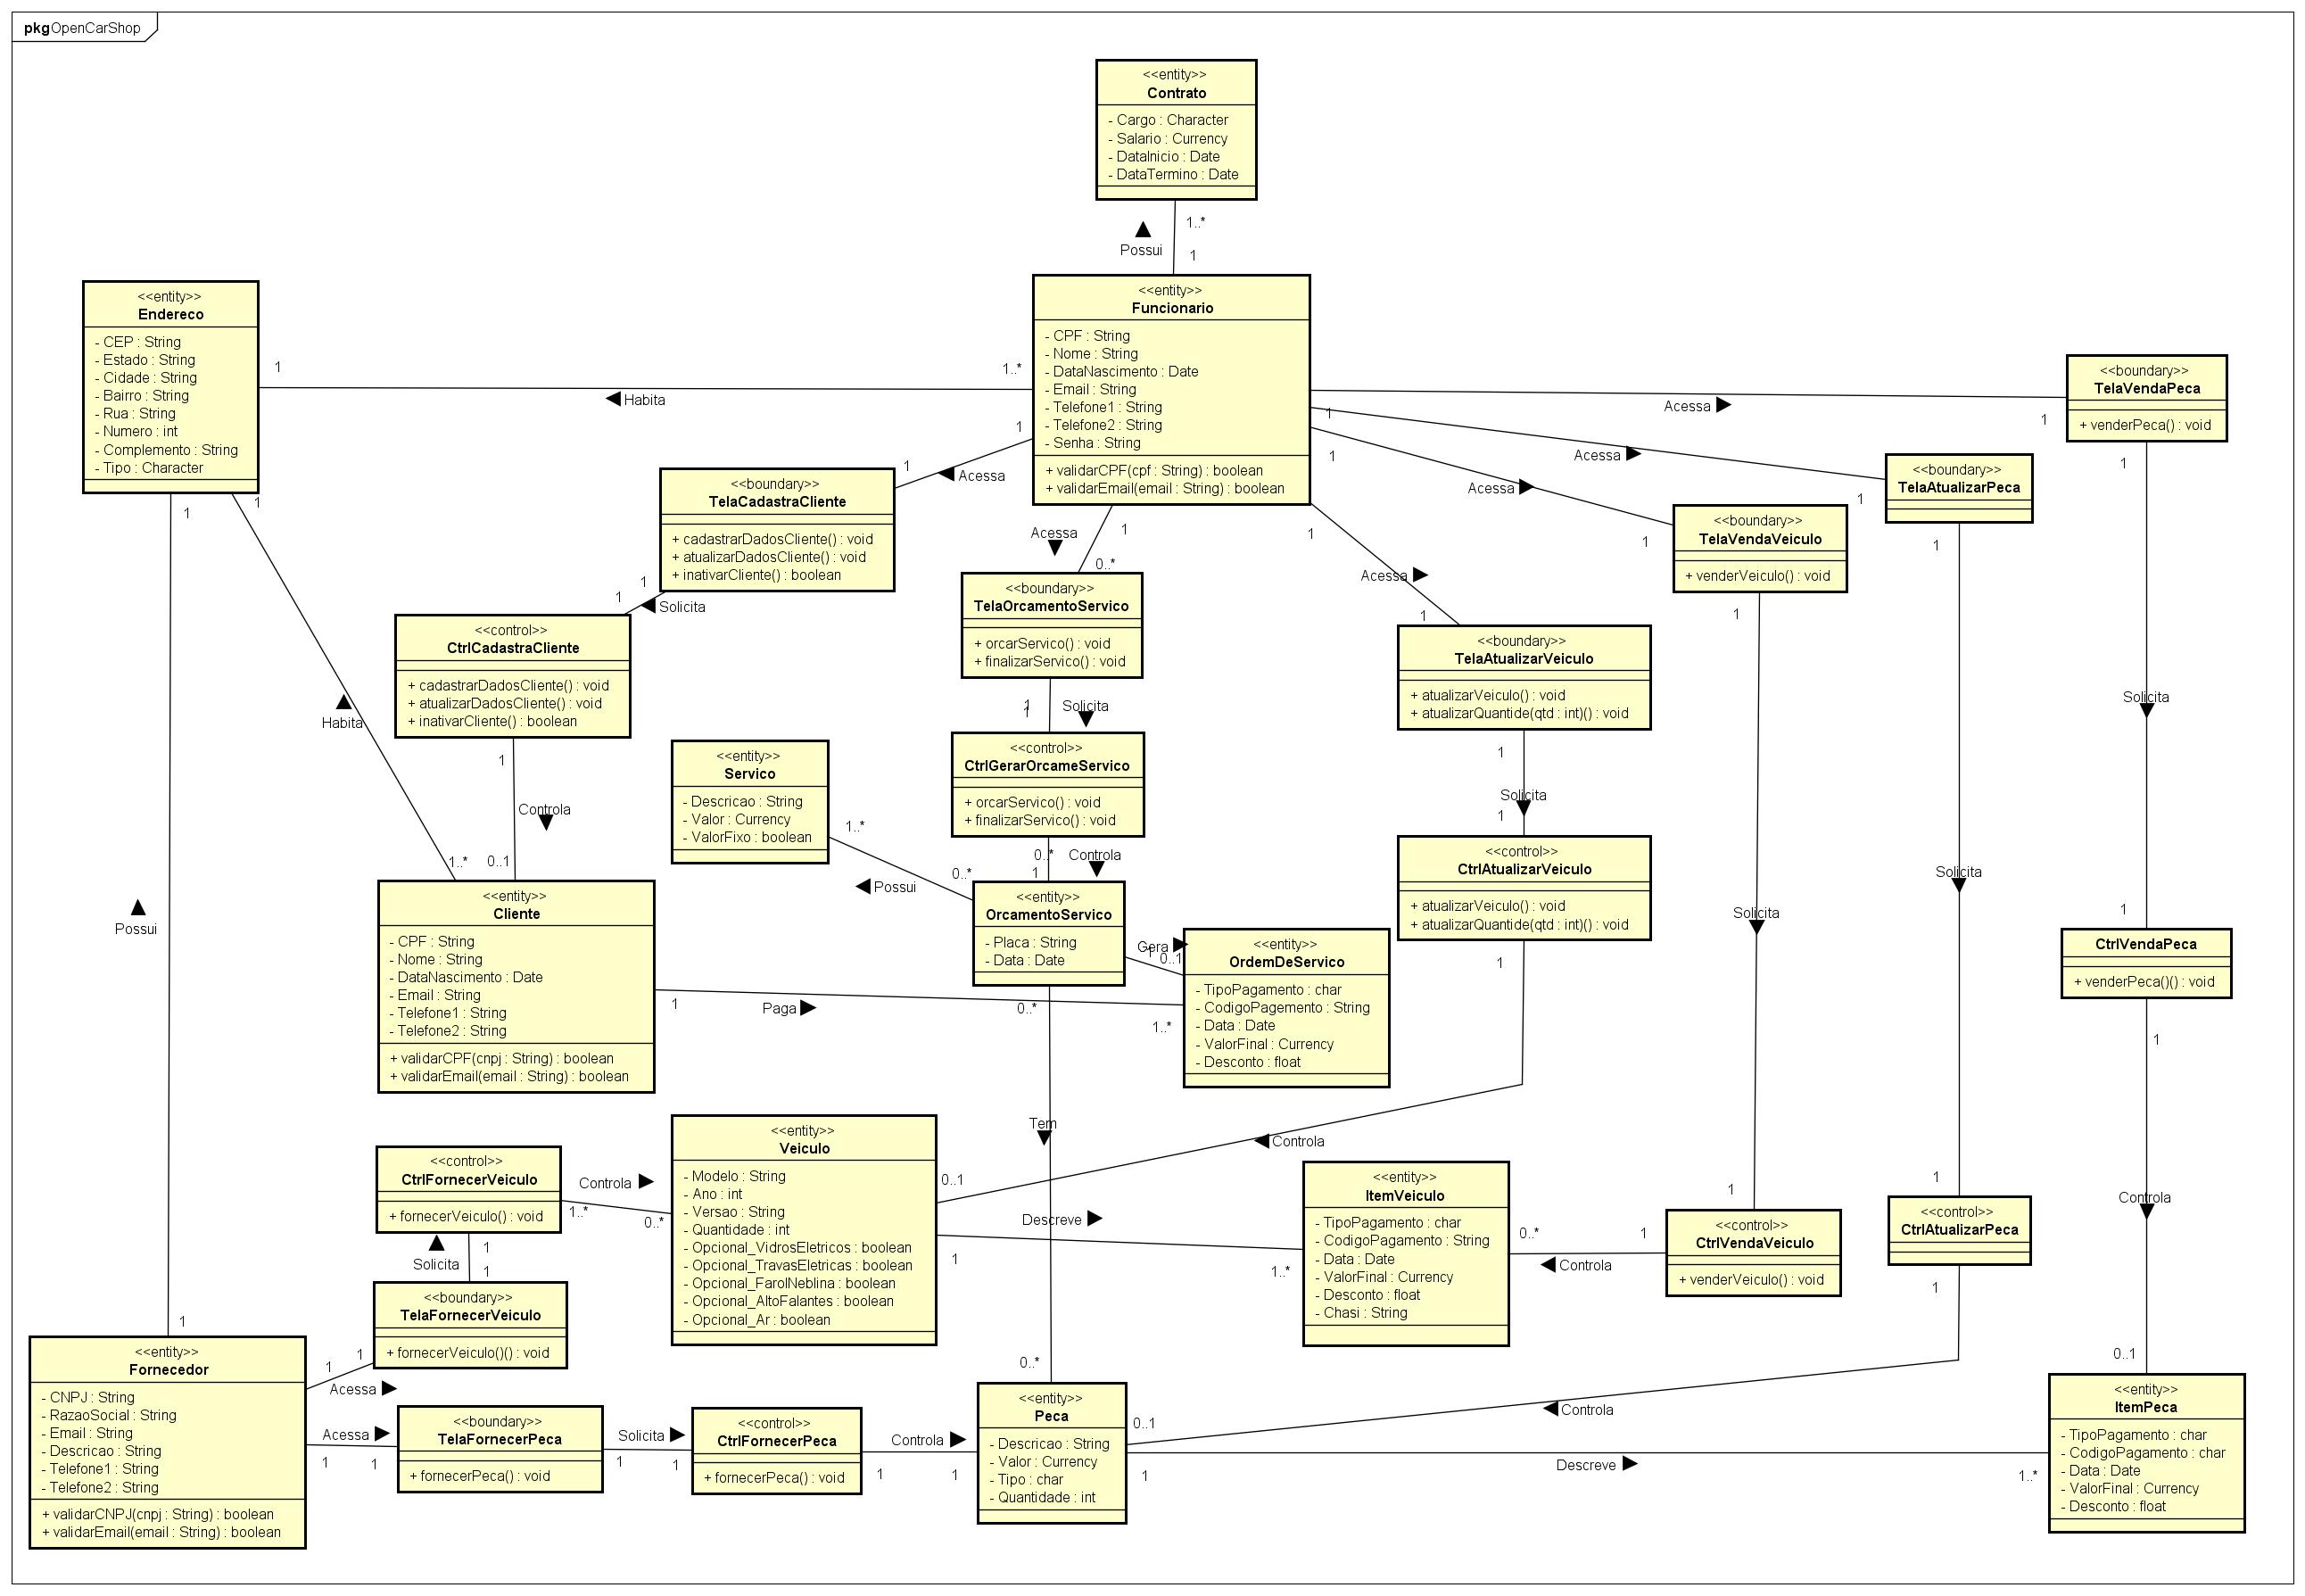 pkg OpenCarShop
<<entity>>
Contrato
- Cargo : Character
- Salario : Currency
- DataInicio : Date
- DataTermino : Date
1..*
Possui
1
<<entity>>
Funcionario
- CPF : String
- Nome : String
- DataNascimento : Date
- Email : String
- Telefone1 : String
- Telefone2 : String
- Senha : String
+ validarCPF(cpf : String) : boolean
+ validarEmail(email : String) : boolean
<<entity>>
Endereco
- CEP : String
- Estado : String
- Cidade : String
- Bairro : String
- Rua : String
- Numero : int
- Complemento : String
- Tipo : Character
1
1..*
Habita
1
Acessa
1
<<boundary>>
TelaVendaPeca
+ venderPeca() : void
1
Acessa
1
<<boundary>>
TelaAtualizarPeca
1
1
Acessa
1
<<boundary>>
TelaVendaVeiculo
+ venderVeiculo() : void
1
1
1
Acessa
<<boundary>>
TelaCadastraCliente
+ cadastrarDadosCliente() : void
+ atualizarDadosCliente() : void
+ inativarCliente() : boolean
1
1
Solicita
Acessa
1
0..*
<<boundary>>
TelaOrcamentoServico
+ orcarServico() : void
+ finalizarServico() : void
1
Acessa
1
<<boundary>>
TelaAtualizarVeiculo
+ atualizarVeiculo() : void
+ atualizarQuantide(qtd : int)() : void
1
Solicita
1
<<control>>
CtrlCadastraCliente
+ cadastrarDadosCliente() : void
+ atualizarDadosCliente() : void
+ inativarCliente() : boolean
1
1
Habita
1..*
1
Controla
0..1
1
1
Solicita
<<control>>
CtrlGerarOrcameServico
+ orcarServico() : void
+ finalizarServico() : void
0..*
1
Controla
<<entity>>
Servico
- Descricao : String
- Valor : Currency
- ValorFixo : boolean
1..*
0..*
Possui
<<control>>
CtrlAtualizarVeiculo
+ atualizarVeiculo() : void
+ atualizarQuantide(qtd : int)() : void
1
Solicita
Solicita
Solicita
1
CtrlVendaPeca
+ venderPeca()() : void
1
<<entity>>
Cliente
- CPF : String
- Nome : String
- DataNascimento : Date
- Email : String
- Telefone1 : String
- Telefone2 : String
+ validarCPF(cnpj : String) : boolean
+ validarEmail(email : String) : boolean
Possui
<<entity>>
OrcamentoServico
- Placa : String
- Data : Date
Gera
1
0..1
<<entity>>
OrdemDeServico
- TipoPagamento : char
- CodigoPagemento : String
- Data : Date
- ValorFinal : Currency
- Desconto : float
1
Paga
1..*
0..*
Tem
0..*
<<control>>
CtrlFornecerVeiculo
+ fornecerVeiculo() : void
Controla
1..*
0..*
<<entity>>
Veiculo
- Modelo : String
- Ano : int
- Versao : String
- Quantidade : int
- Opcional_VidrosEletricos : boolean
- Opcional_TravasEletricas : boolean
- Opcional_FarolNeblina : boolean
- Opcional_AltoFalantes : boolean
- Opcional_Ar : boolean
Controla
0..1
Descreve
1
1..*
<<entity>>
ItemVeiculo
- TipoPagamento : char
- CodigoPagamento : String
- Data : Date
- ValorFinal : Currency
- Desconto : float
- Chasi : String
0..*
1
Controla
1
<<control>>
CtrlVendaVeiculo
+ venderVeiculo() : void
1
<<control>>
CtrlAtualizarPeca
1
Controla
0..1
Solicita
1
1
<<boundary>>
TelaFornecerVeiculo
+ fornecerVeiculo()() : void
1
<<entity>>
Fornecedor
- CNPJ : String
- RazaoSocial : String
- Email : String
- Descricao : String
- Telefone1 : String
- Telefone2 : String
+ validarCNPJ(cnpj : String) : boolean
+ validarEmail(email : String) : boolean
1
1
Acessa
Acessa
1
1
<<boundary>>
TelaFornecerPeca
+ fornecerPeca() : void
Solicita
1
1
<<control>>
CtrlFornecerPeca
+ fornecerPeca() : void
Controla
1
1
<<entity>>
Peca
- Descricao : String
- Valor : Currency
- Tipo : char
- Quantidade : int
0..1
Controla
1
Descreve
1..*
<<entity>>
ItemPeca
- TipoPagamento : char
- CodigoPagamento : char
- Data : Date
- ValorFinal : Currency
- Desconto : float